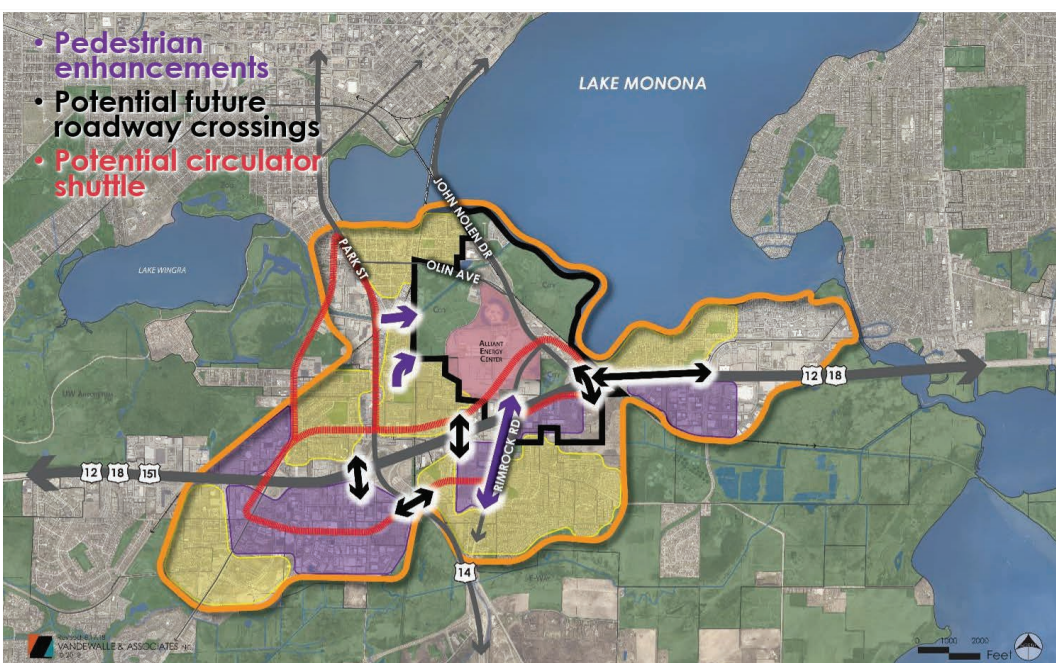 • Pedestrian
enhancements
• Potential future
roadway crossings
• Potential circulator
shuttle
LAKE MONONA
JOHN NOLEN DR
PARK ST
OLIN AVE
LAKE WINGRA
ALLIANT
ENERGY
CENTER
12 18
RIMROCK RD
12 18 151
14
VANDEWALLE & ASSOCIATES INC.
0 1000 2000
Feet